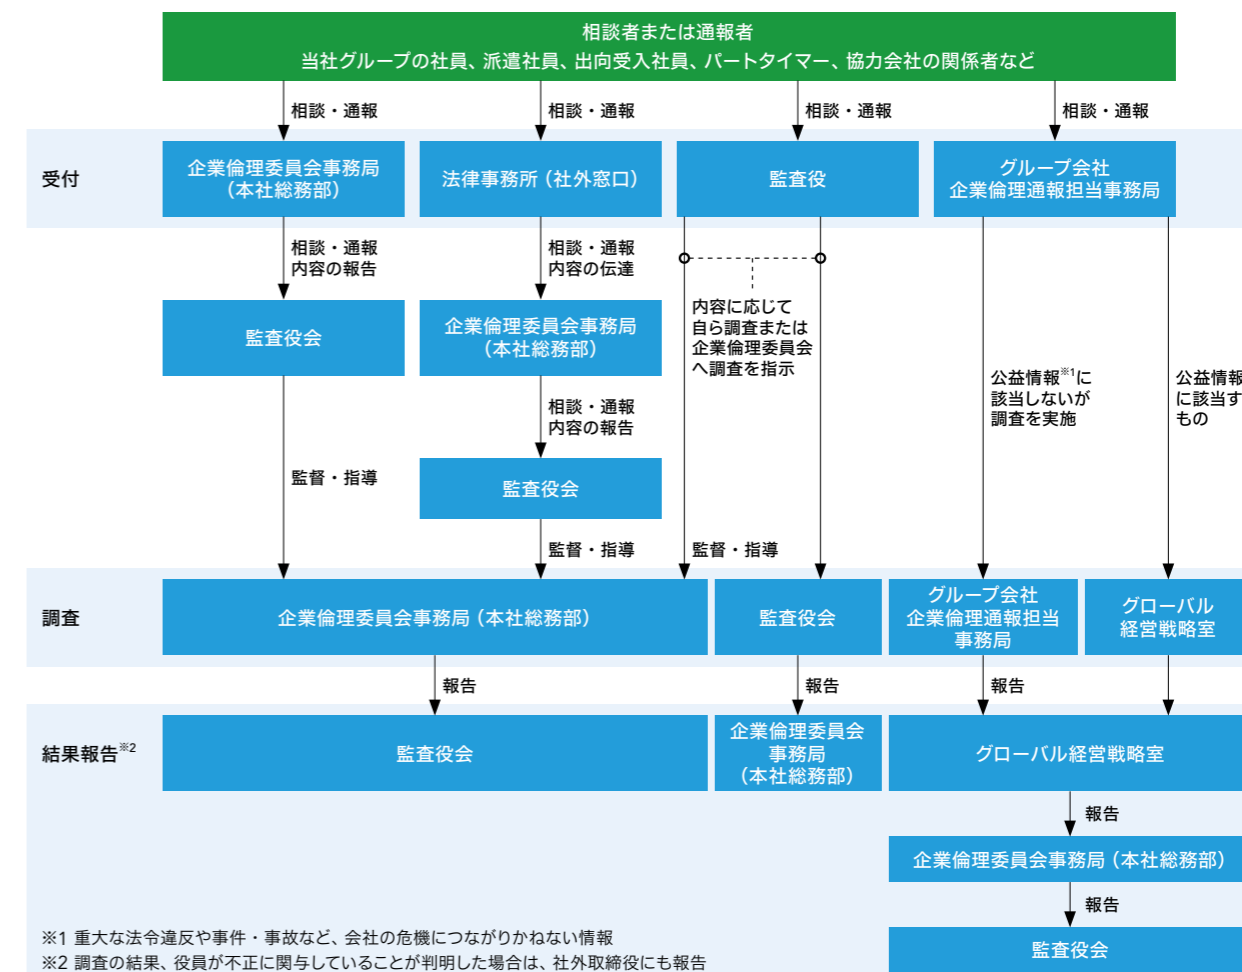 相談者または通報者
当社グループの社員、派遣社員、出向受入社員、パートタイマー、協力会社の関係者など
相談・通報
相談・通報
相談・通報
相談・通報
受付
企業倫理委員会事務局
（本社総務部）
法律事務所（社外窓口）
監査役
グループ会社
企業倫理通報担当事務局
相談・通報
内容の報告
相談・通報
内容の伝達
監査役会
企業倫理委員会事務局
（本社総務部）
内容に応じて
自ら調査または
企業倫理委員会
へ調査を指示
公益情報※1に
該当しないが
調査を実施
公益情報
に該当す
もの
相談・通報
内容の報告
監督・指導
監査役会
監督・指導
監督・指導
調査
企業倫理委員会事務局（本社総務部）
監査役会
グループ会社
企業倫理通報担当
事務局
グローバル
経営戦略室
報告
報告
報告
結果報告※2
監査役会
企業倫理委員会
事務局
（本社総務部）
グローバル経営戦略室
報告
企業倫理委員会事務局（本社総務部）
報告
監査役会
※1 重大な法令違反や事件・事故など、会社の危機につながりかねない情報
※2 調査の結果、役員が不正に関与していることが判明した場合は、社外取締役にも報告